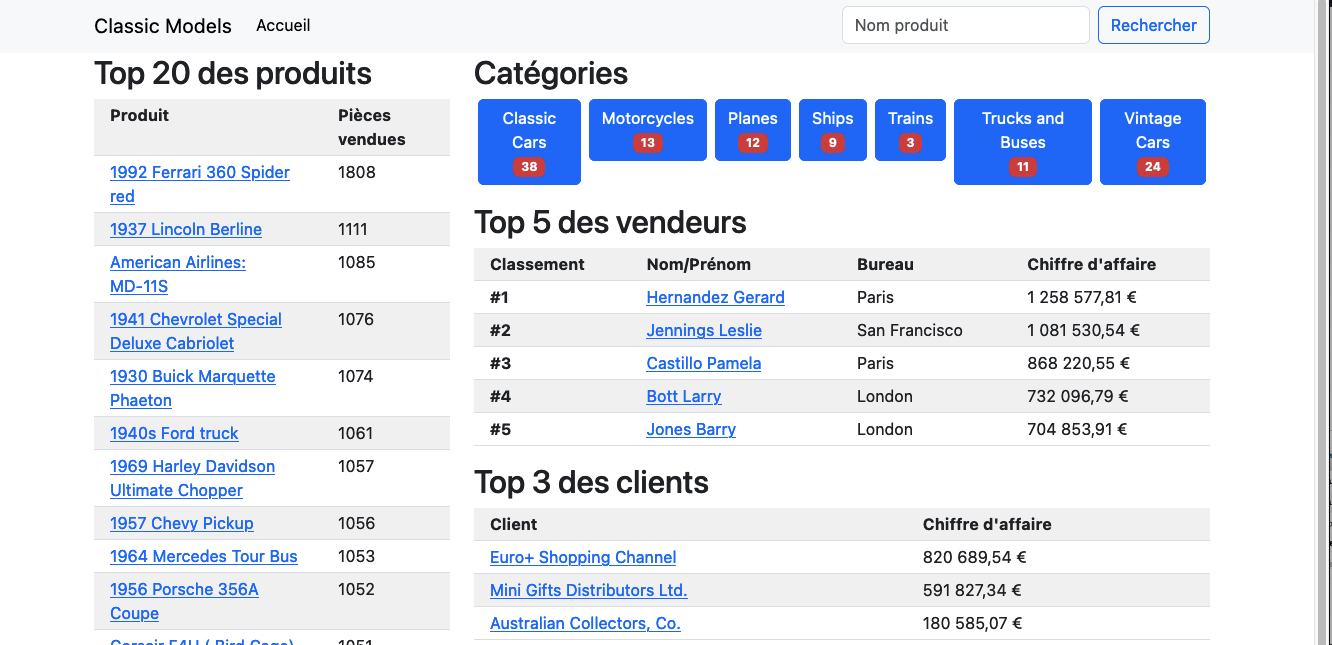 Classic Models Accueil Nom produit Rechercher
Top 20 des produits
Produit Pièces
vendues
1992 Ferrari 360 Spider 1808
red
1937 Lincoln Berline 1111
American Airlines: 1085
MD-11S
1941 Chevrolet Special 1076
Deluxe Cabriolet
1930 Buick Marquette 1074
Phaeton
1940s Ford truck 1061
1969 Harley Davidson 1057
Ultimate Chopper
1957 Chevy Pickup 1056
1964 Mercedes Tour Bus 1053
1956 Porsche 356A 1052
Coupe
Corsair F4U ( Bird Cage) 1051
Catégories
Classic
Cars
38
Motorcycles
13
Planes
12
Ships
9
Trains
3
Trucks and
Buses
11
Vintage
Cars
24
Top 5 des vendeurs
Classement Nom/Prénom Bureau Chiffre d'affaire
#1 Hernandez Gerard Paris 1 258 577,81 €
#2 Jennings Leslie San Francisco 1 081 530,54 €
#3 Castillo Pamela Paris 868 220,55 €
#4 Bott Larry London 732 096,79 €
#5 Jones Barry London 704 853,91 €
Top 3 des clients
Client Chiffre d'affaire
Euro+ Shopping Channel 820 689,54 €
Mini Gifts Distributors Ltd. 591 827,34 €
Australian Collectors, Co. 180 585,07 €